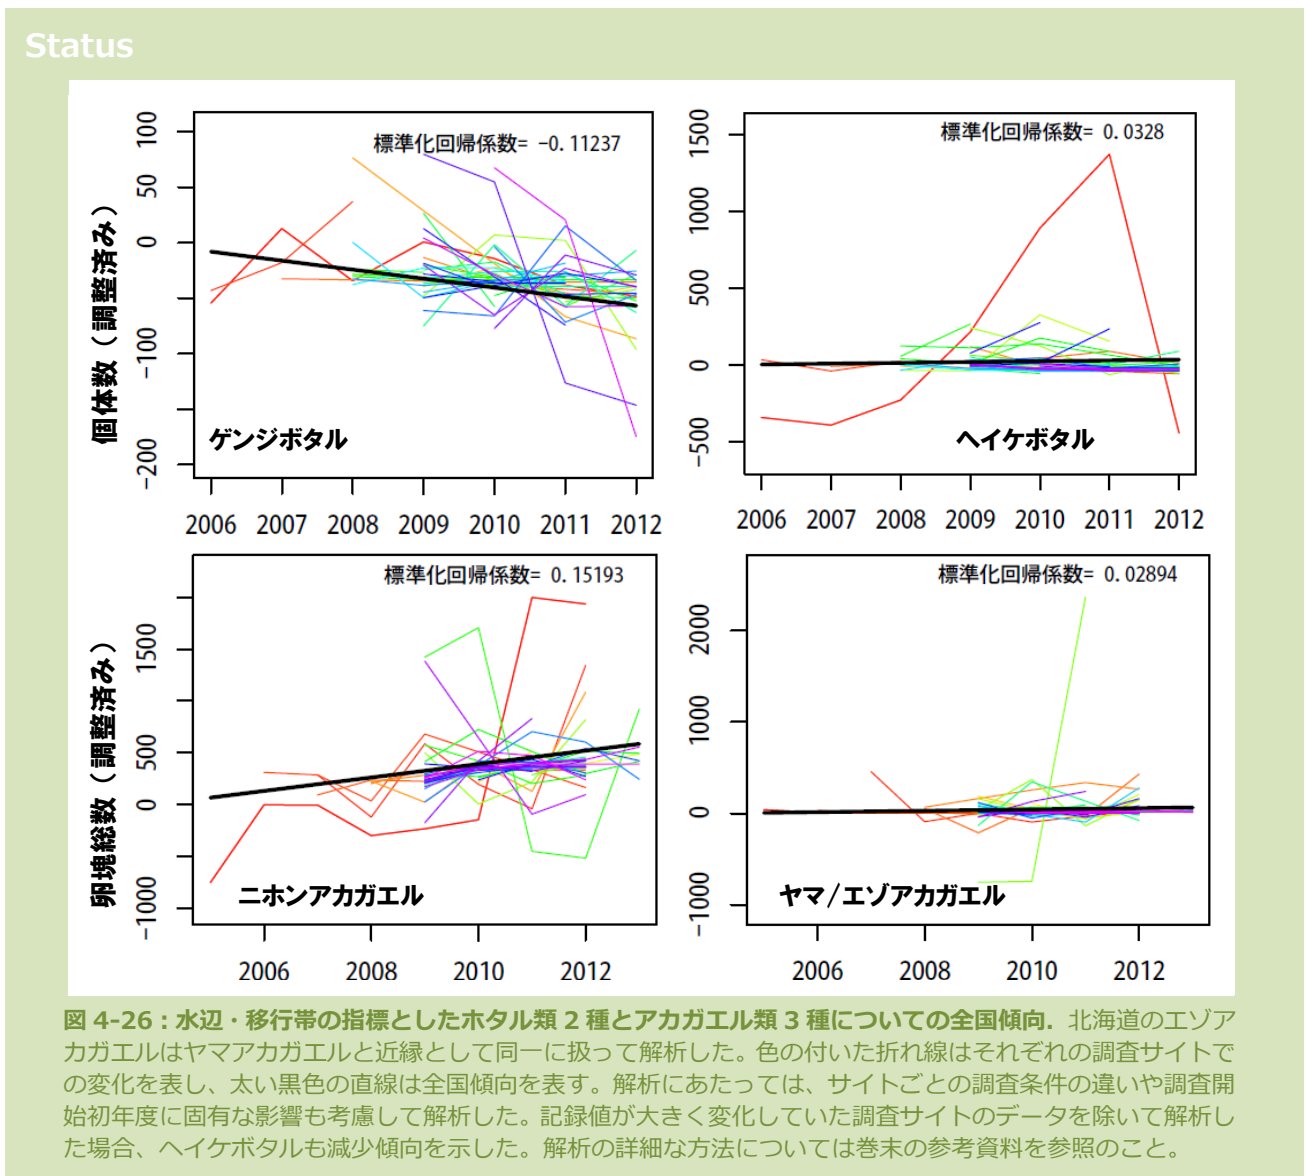 Status
標準化回帰係数= -0.11237
100
50
0
-100
-200
個体数（調整済み）
ゲンジボタル
2006 2007 2008 2009 2010 2011 2012
標準化回帰係数= 0.0328
1500
1000
500
0
-500
ヘイケボタル
2006 2007 2008 2009 2010 2011 2012
標準化回帰係数= 0.15193
1500
500
0
-1000
卵塊総数（調整済み）
ニホンアカガエル
2006 2008 2010 2012
標準化回帰係数= 0.02894
2000
1000
0
-1000
ヤマ/エゾアカガエル
2006 2008 2010 2012
図 4-26：水辺・移行帯の指標としたホタル類 2 種とアカガエル類 3 種についての全国傾向．北海道のエゾア
カガエルはヤマアカガエルと近縁として同一に扱って解析した。色の付いた折れ線はそれぞれの調査サイトで
の変化を表し、太い黒色の直線は全国傾向を表す。解析にあたっては、サイトごとの調査条件の違いや調査開
始初年度に固有な影響も考慮して解析した。記録値が大きく変化していた調査サイトのデータを除いて解析し
た場合、ヘイケボタルも減少傾向を示した。解析の詳細な方法については巻末の参考資料を参照のこと。